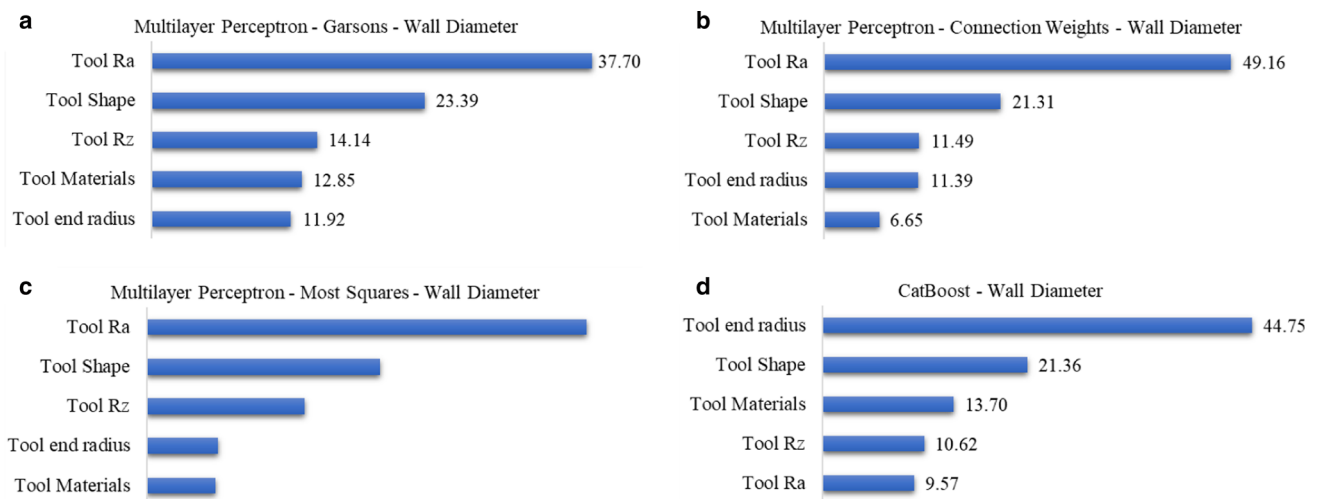 a
Multilayer Perceptron - Garsons - Wall Diameter
Tool Ra 37.70
Tool Shape 23.39
Tool Rz 14.14
Tool Materials 12.85
Tool end radius 11.92
b
Multilayer Perceptron - Connection Weights - Wall Diameter
Tool Ra 49.16
Tool Shape 21.31
Tool Rz 11.49
Tool end radius 11.39
Tool Materials 6.65
c
Multilayer Perceptron - Most Squares - Wall Diameter
Tool Ra
Tool Shape
Tool Rz
Tool end radius
Tool Materials
d
CatBoost - Wall Diameter
Tool end radius 44.75
Tool Shape 21.36
Tool Materials 13.70
Tool Rz 10.62
Tool Ra 9.57